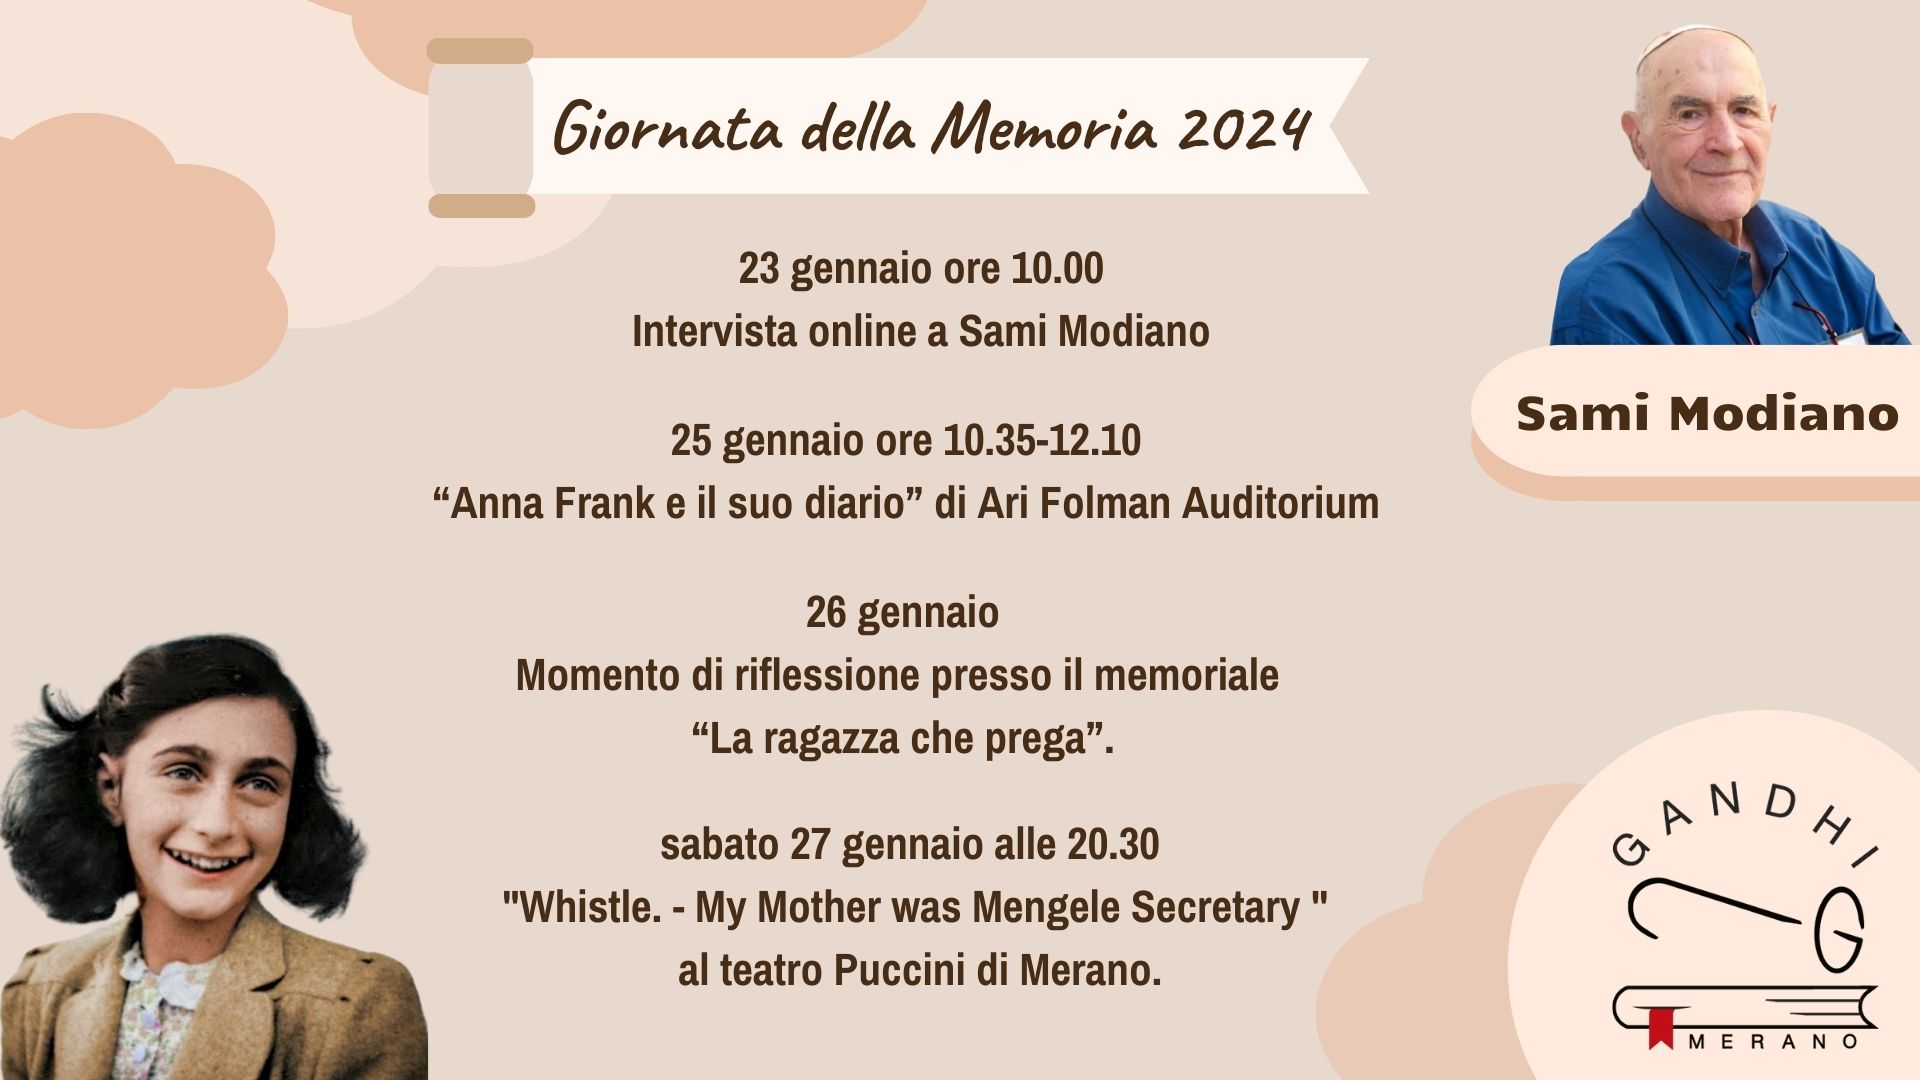 Giornata della Memoria 2024
23 gennaio ore 10.00
Intervista online a Sami Modiano
25 gennaio ore 10.35-12.10
“Anna Frank e il suo diario” di Ari Folman Auditorium
26 gennaio
Momento di riflessione presso il memoriale
“La ragazza che prega”.
sabato 27 gennaio alle 20.30
"Whistle. - My Mother was Mengele Secretary "
al teatro Puccini di Merano.
Sami Modiano
GANDHI
G
MERANO